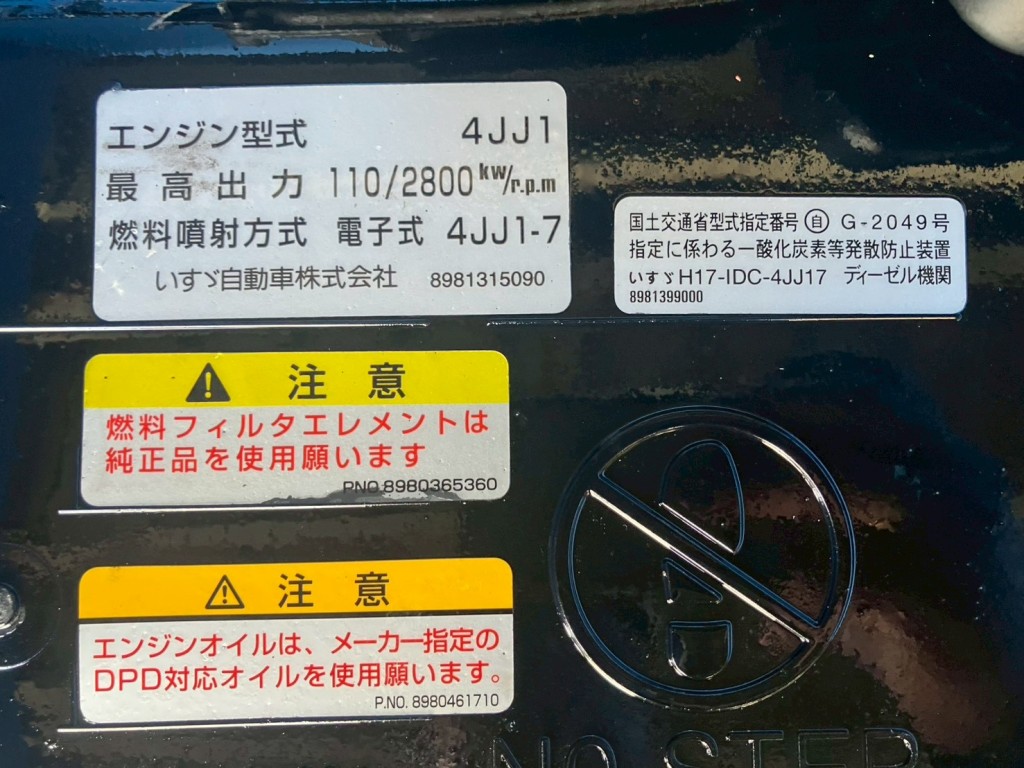 エンジン型式 4JJ1
最高出力 110/2800 kw/r.p.m
燃料噴射方式 電子式 4JJ1-7
いすゞ自動車株式会社 8981315090
国土交通省型式指定番号 自 G-2049号
指定に係わる一酸化炭素等発散防止装置
いすゞH17-IDC-4JJ17 ディーゼル機関
8981399000
注意
燃料フィルタエレメントは
純正品を使用願います
PNO.8980365360
注意
エンジンオイルは、メーカー指定の
DPD対応オイルを使用願います。
P.NO. 8980461710
NO STEP